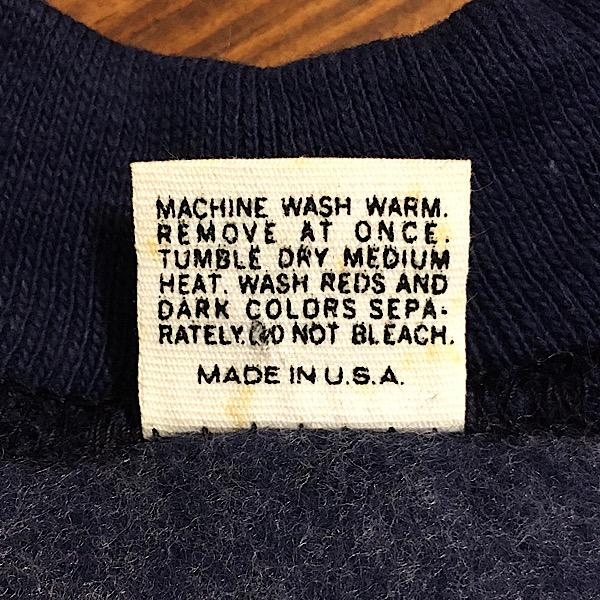 MACHINE WASH WARM.
REMOVE AT ONCE.
TUMBLE DRY MEDIUM
HEAT. WASH REDS AND
DARK COLORS SEPA-
RATELY. DO NOT BLEACH.
MADE IN U.S.A.